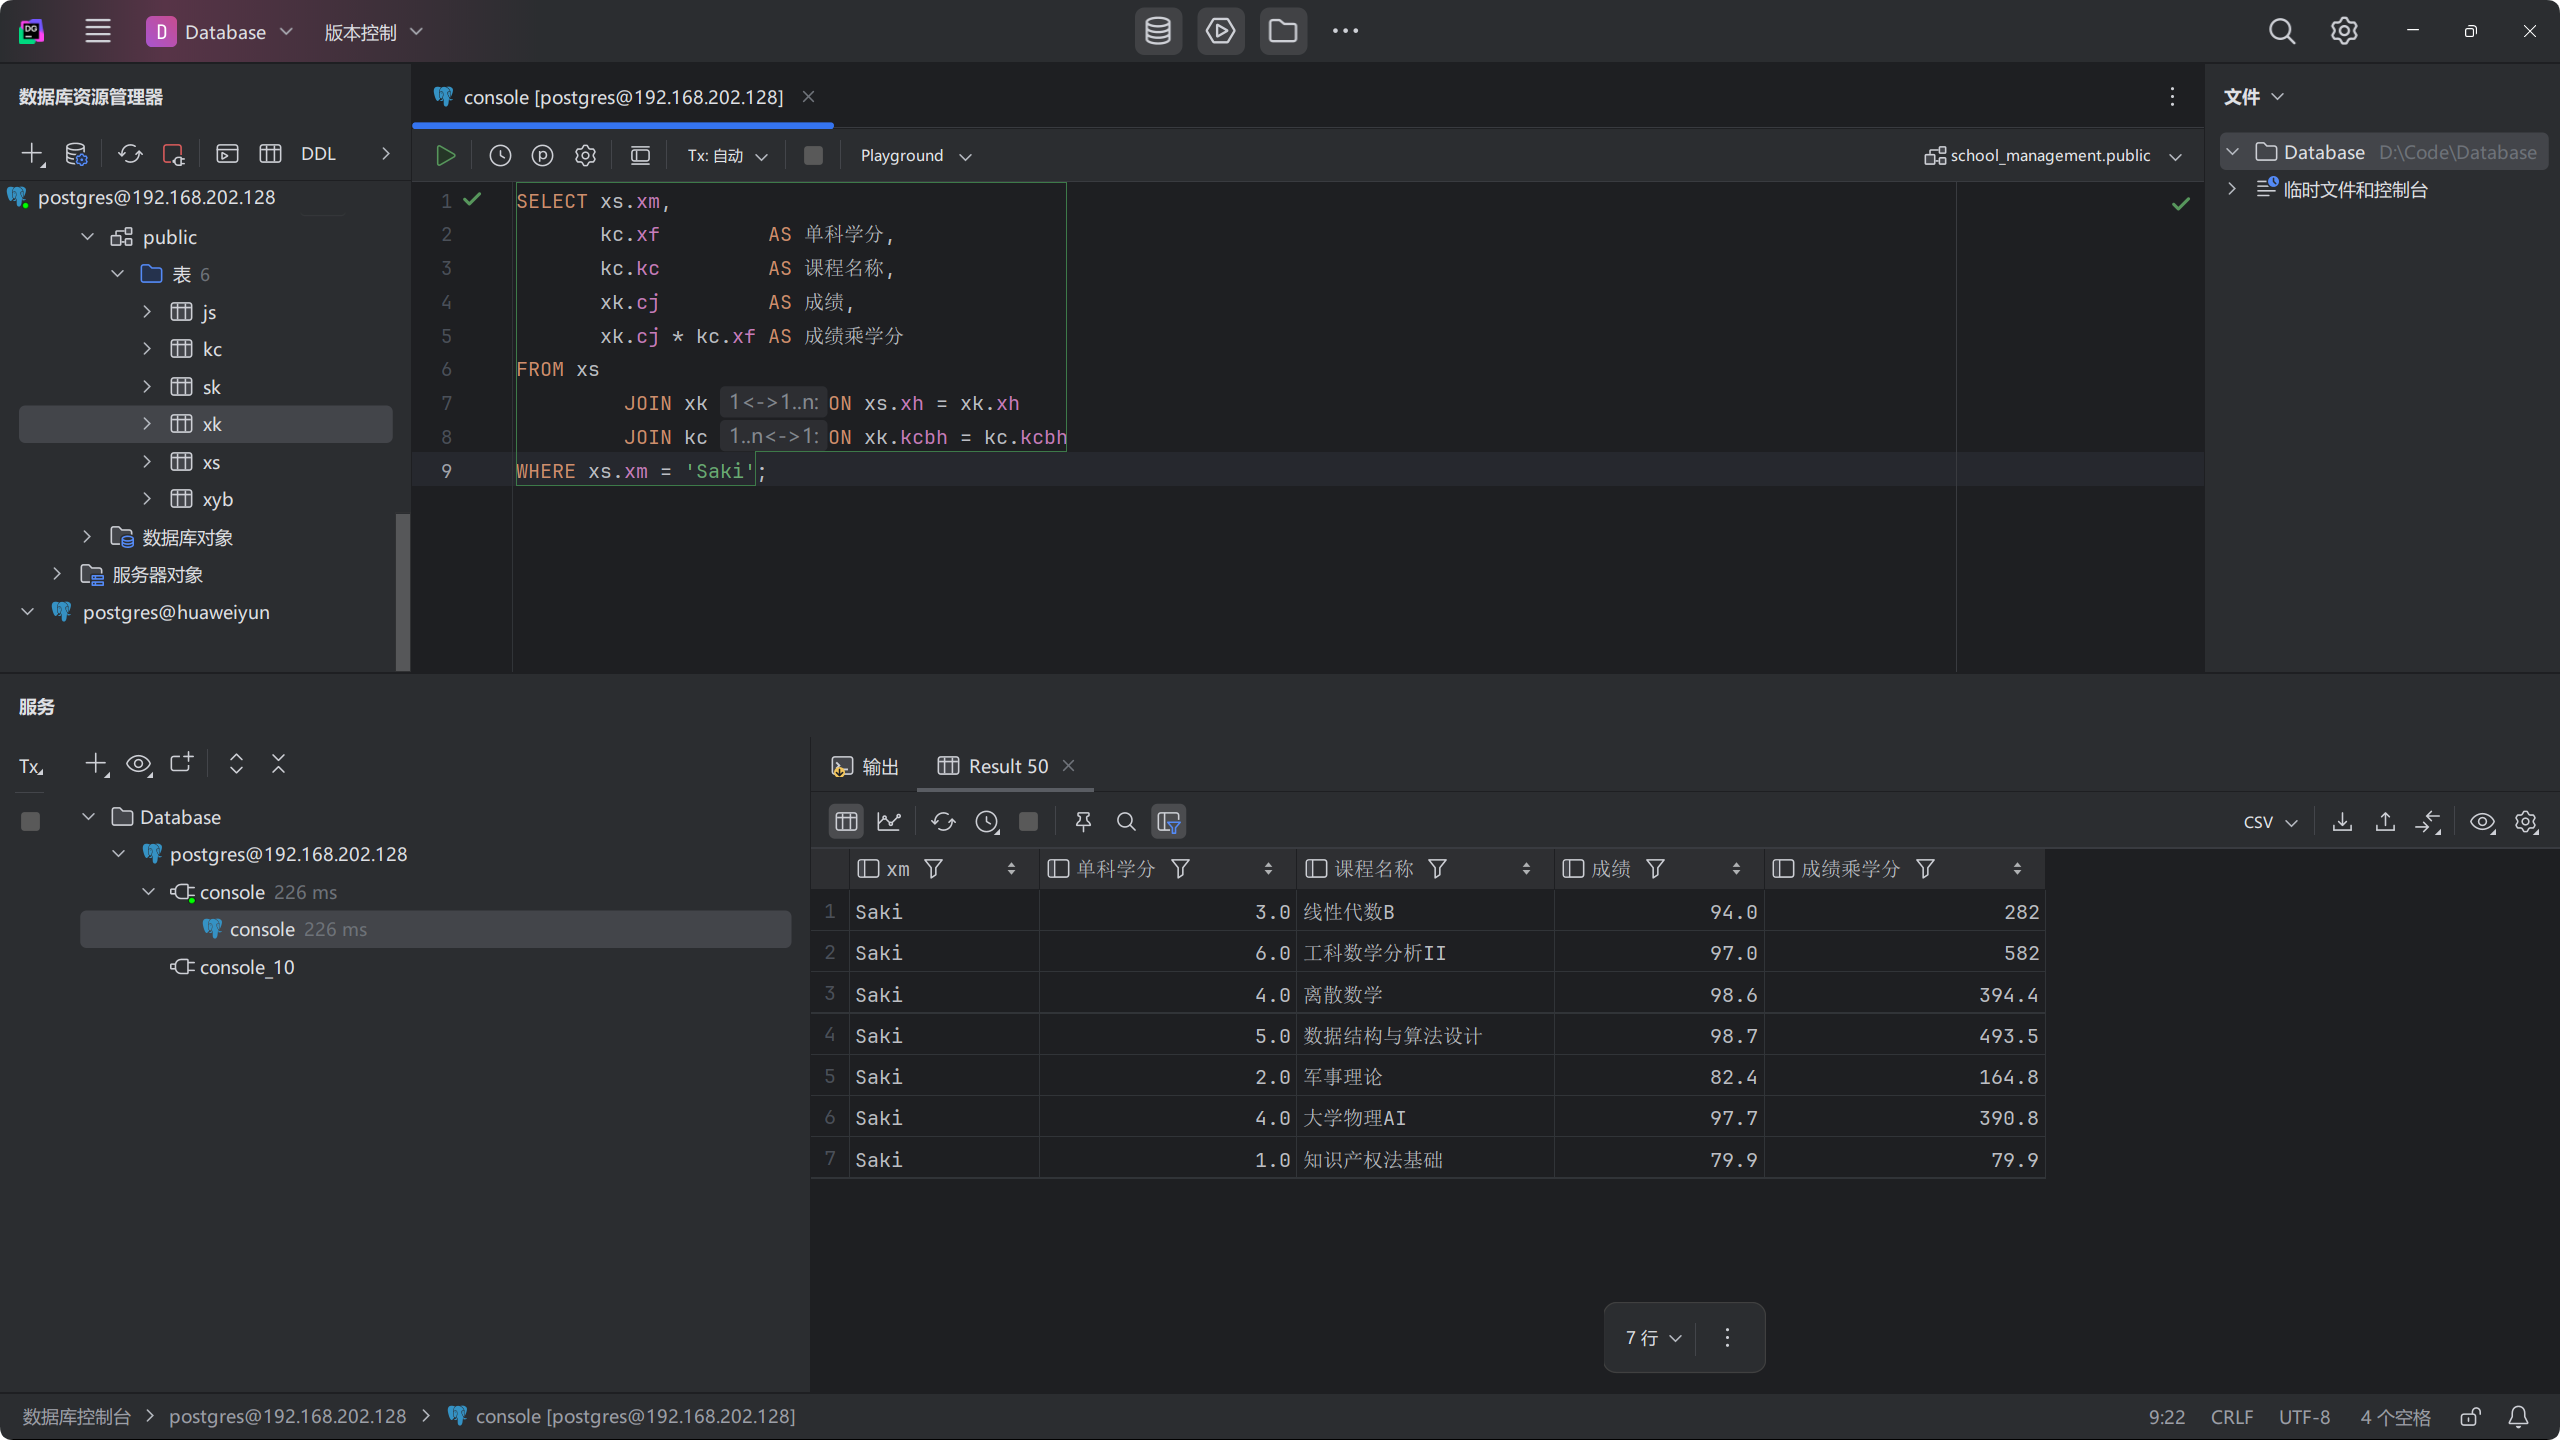 D Database 版本控制
数据库资源管理器
DDL
postgres@192.168.202.128
public
表 6
js
kc
sk
xk
xs
xyb
数据库对象
服务器对象
postgres@huaweiyun
console [postgres@192.168.202.128]
Tx: 自动 Playground school_management.public
1 SELECT xs.xm,
2 kc.xf AS 单科学分,
3 kc.kc AS 课程名称,
4 xk.cj AS 成绩,
5 xk.cj * kc.xf AS 成绩乘学分
6 FROM xs
7 JOIN xk 1<->1..n: ON xs.xh = xk.xh
8 JOIN kc 1..n<->1: ON xk.kcbh = kc.kcbh
9 WHERE xs.xm = 'Saki';
文件
Database D:\Code\Database
临时文件和控制台
服务
Tx
Database
postgres@192.168.202.128
console 226 ms
console 226 ms
console_10
输出 Result 50
CSV
xm 单科学分 课程名称 成绩 成绩乘学分
1 Saki 3.0 线性代数B 94.0 282
2 Saki 6.0 工科数学分析II 97.0 582
3 Saki 4.0 离散数学 98.6 394.4
4 Saki 5.0 数据结构与算法设计 98.7 493.5
5 Saki 2.0 军事理论 82.4 164.8
6 Saki 4.0 大学物理AI 97.7 390.8
7 Saki 1.0 知识产权法基础 79.9 79.9
7 行
数据库控制台 postgres@192.168.202.128 console [postgres@192.168.202.128]
9:22 CRLF UTF-8 4 个空格